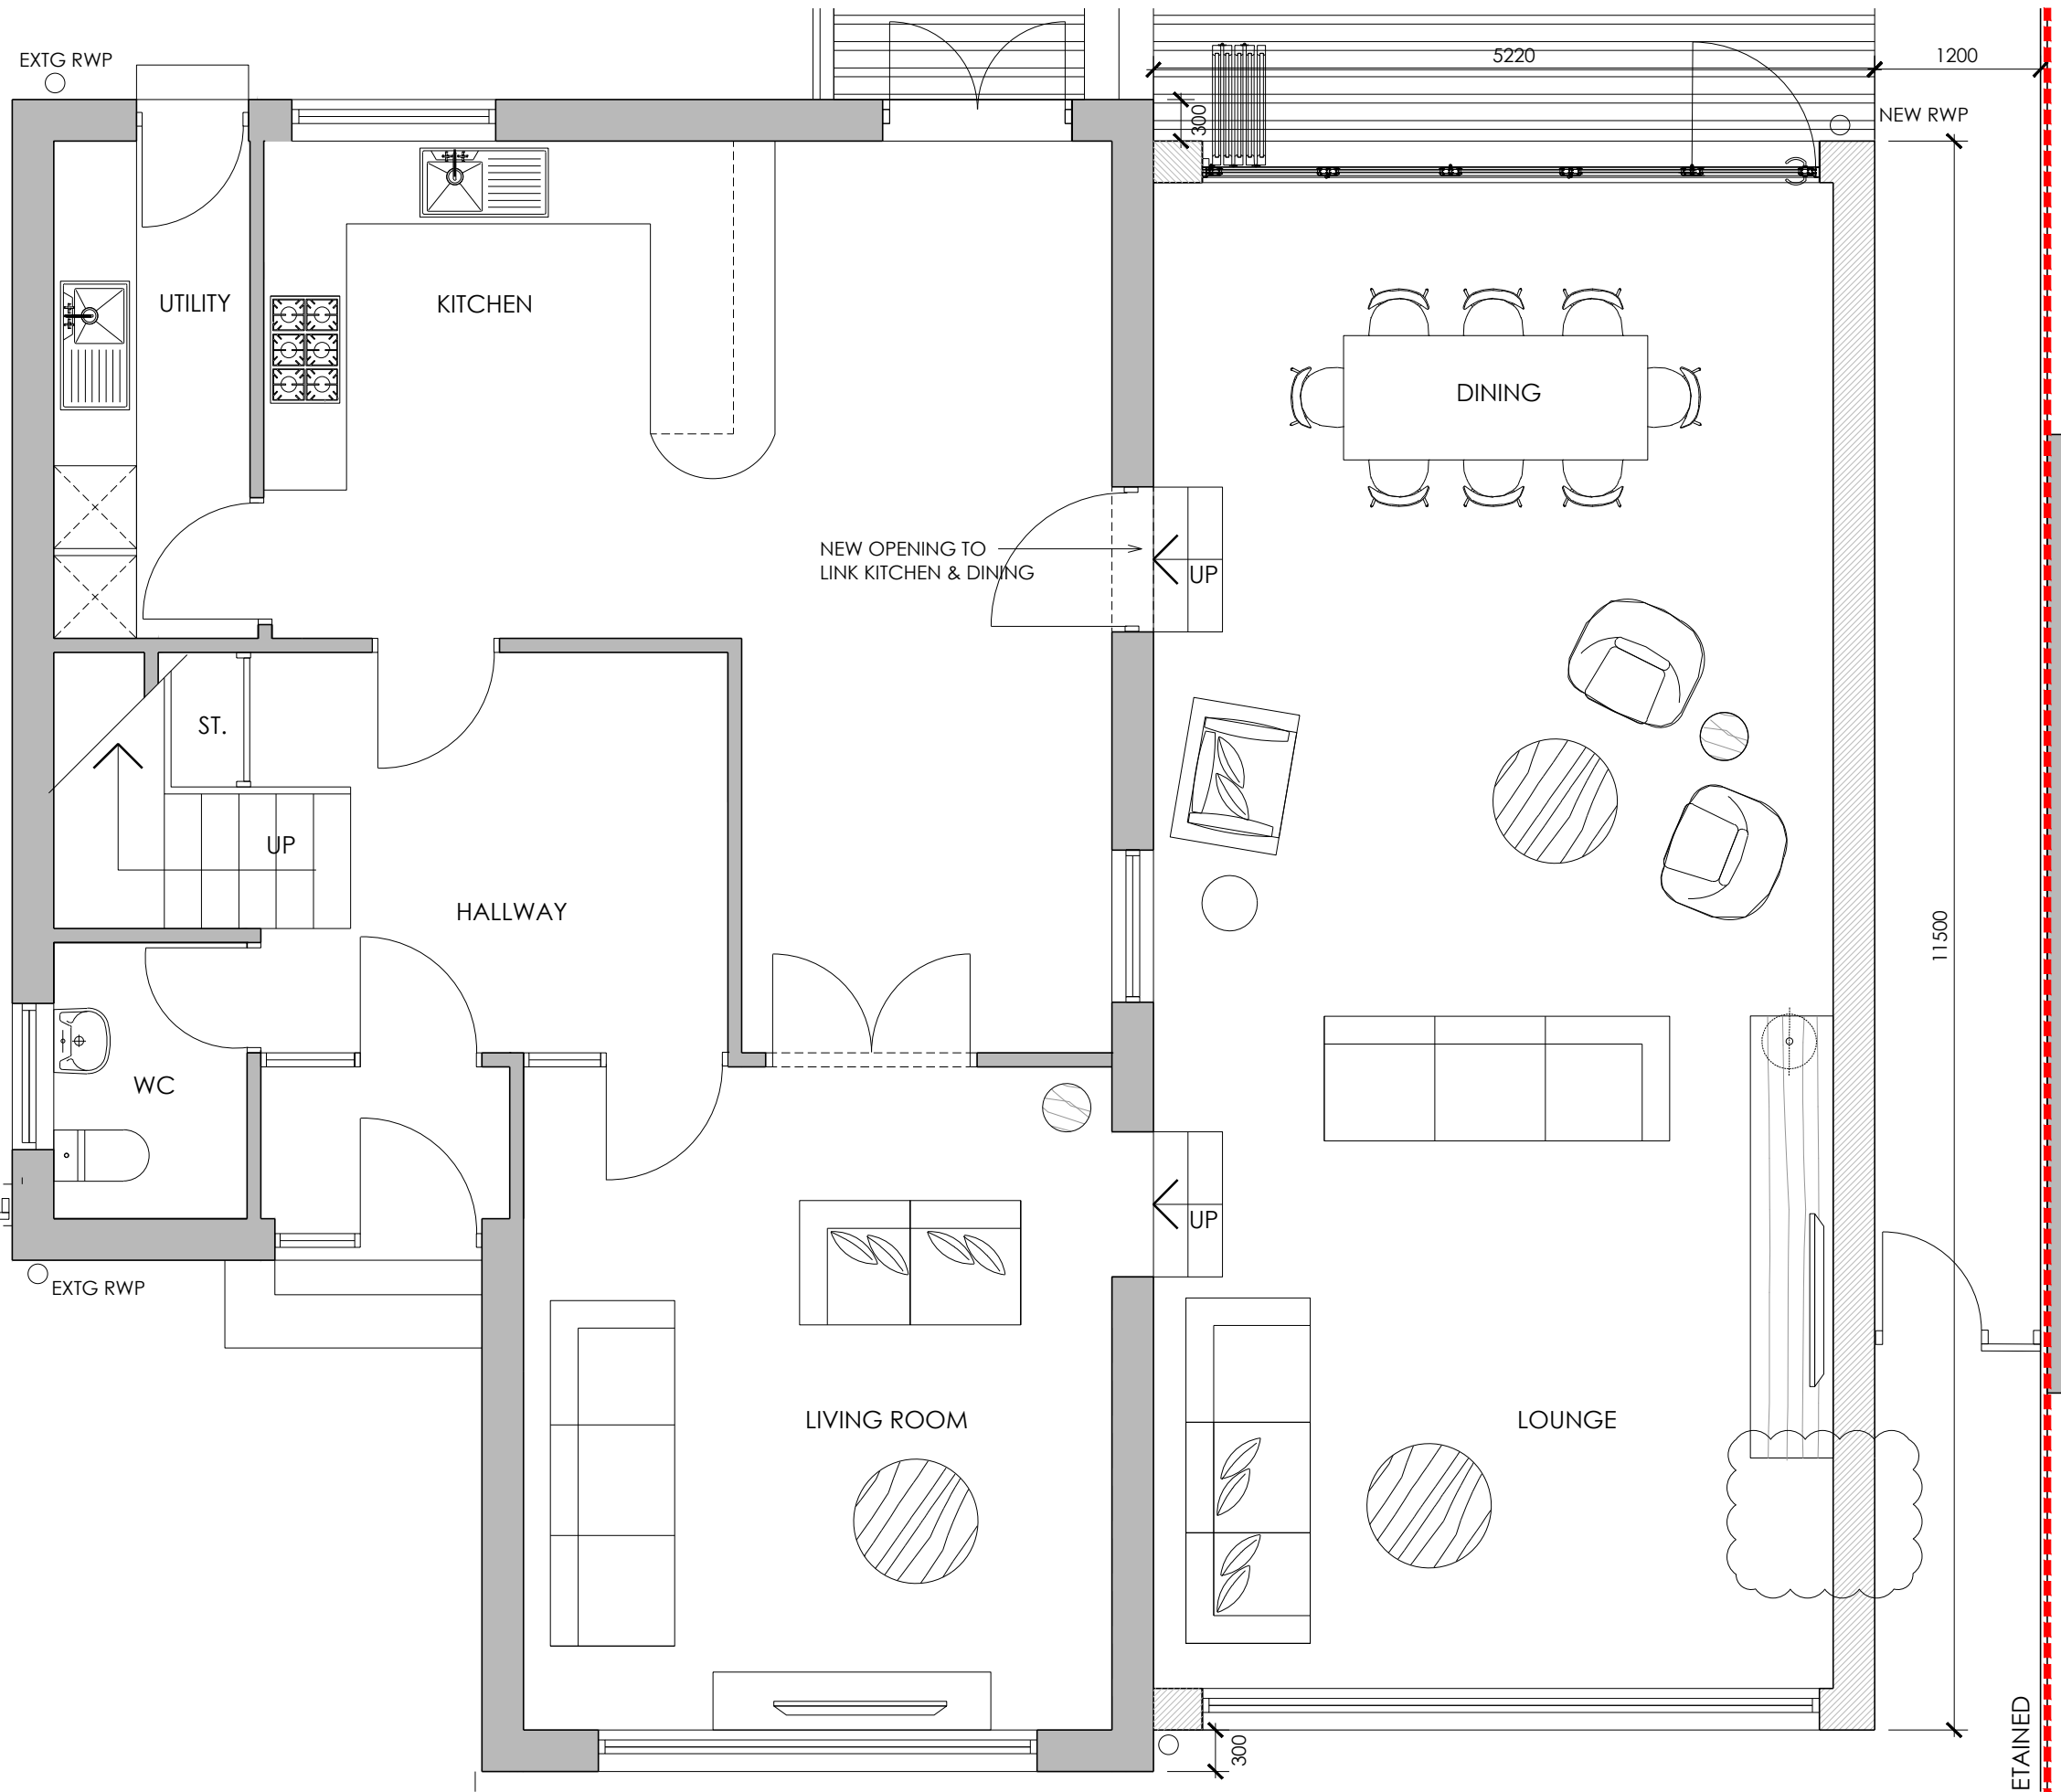 EXTG RWP
5220
1200
300
NEW RWP
UTILITY
KITCHEN
DINING
NEW OPENING TO
LINK KITCHEN & DINING
UP
ST.
UP
HALLWAY
11500
WC
UP
EXTG RWP
LIVING ROOM
LOUNGE
300
ETAINED